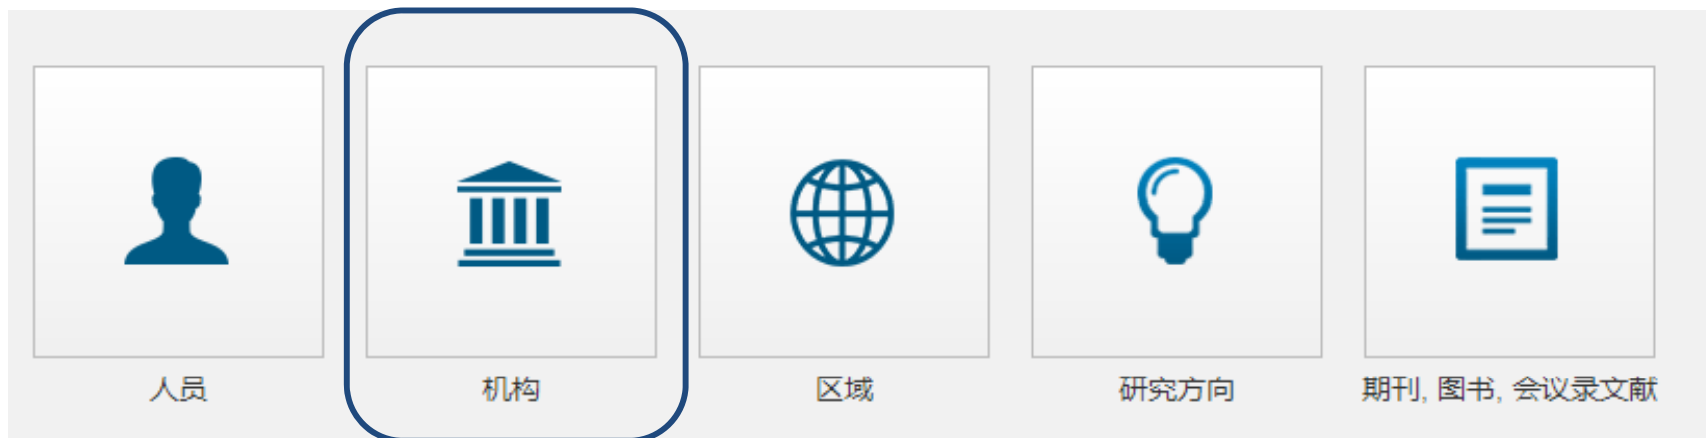 人员
机构
区域
研究方向
期刊, 图书, 会议录文献